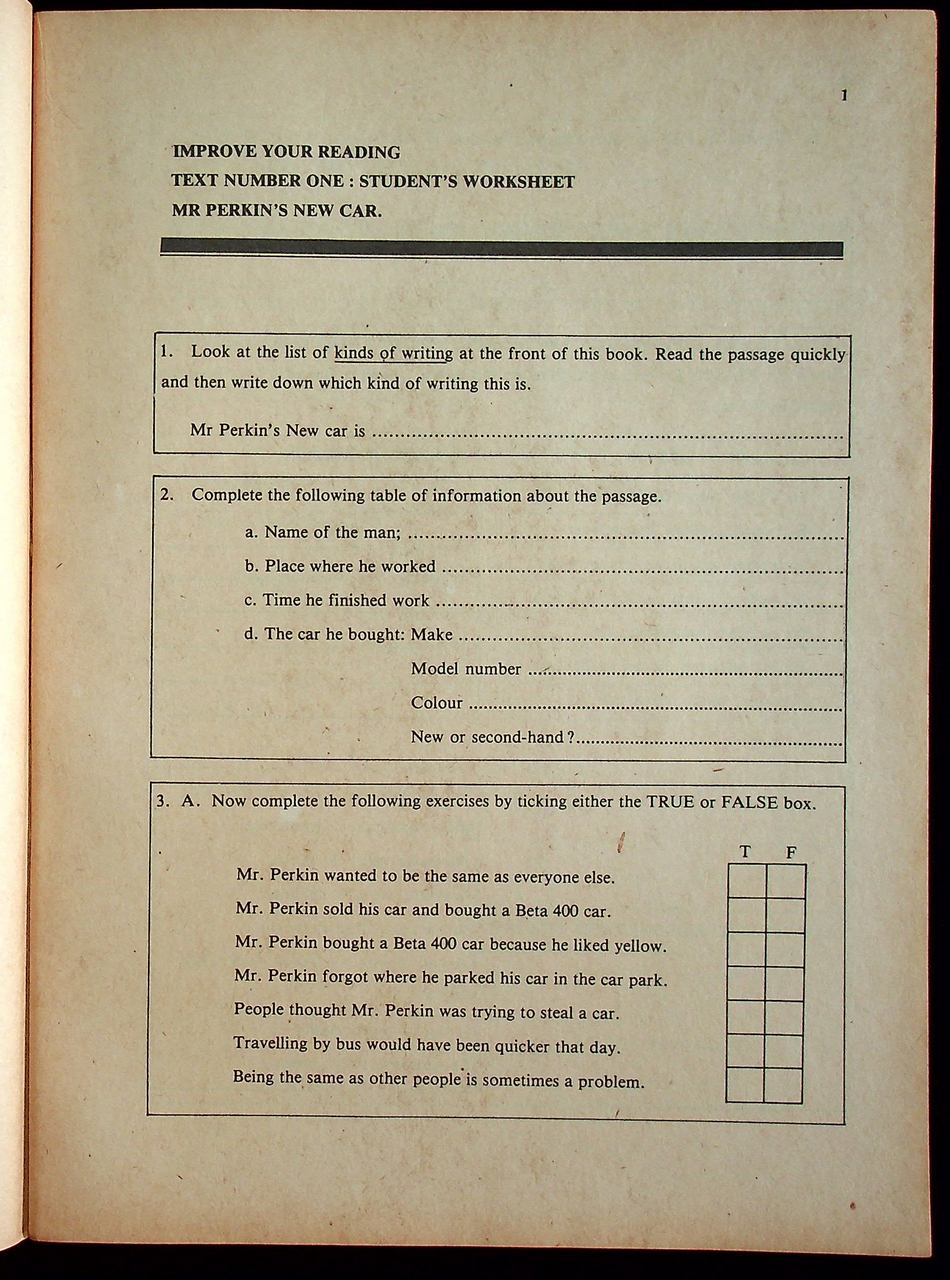 1
IMPROVE YOUR READING
TEXT NUMBER ONE : STUDENT'S WORKSHEET
MR PERKIN'S NEW CAR.
1. Look at the list of kinds of writing at the front of this book. Read the passage quickly
and then write down which kind of writing this is.
Mr Perkin's New car is ................................................................
2. Complete the following table of information about the passage.
a. Name of the man; ................................................................
b. Place where he worked ................................................................
c. Time he finished work ................................................................
d. The car he bought: Make ................................................................
Model number ................................................................
Colour ................................................................
New or second-hand ?................................................................
3. A. Now complete the following exercises by ticking either the TRUE or FALSE box.
T F
Mr. Perkin wanted to be the same as everyone else.
Mr. Perkin sold his car and bought a Beta 400 car.
Mr. Perkin bought a Beta 400 car because he liked yellow.
Mr. Perkin forgot where he parked his car in the car park.
People thought Mr. Perkin was trying to steal a car.
Travelling by bus would have been quicker that day.
Being the same as other people is sometimes a problem.